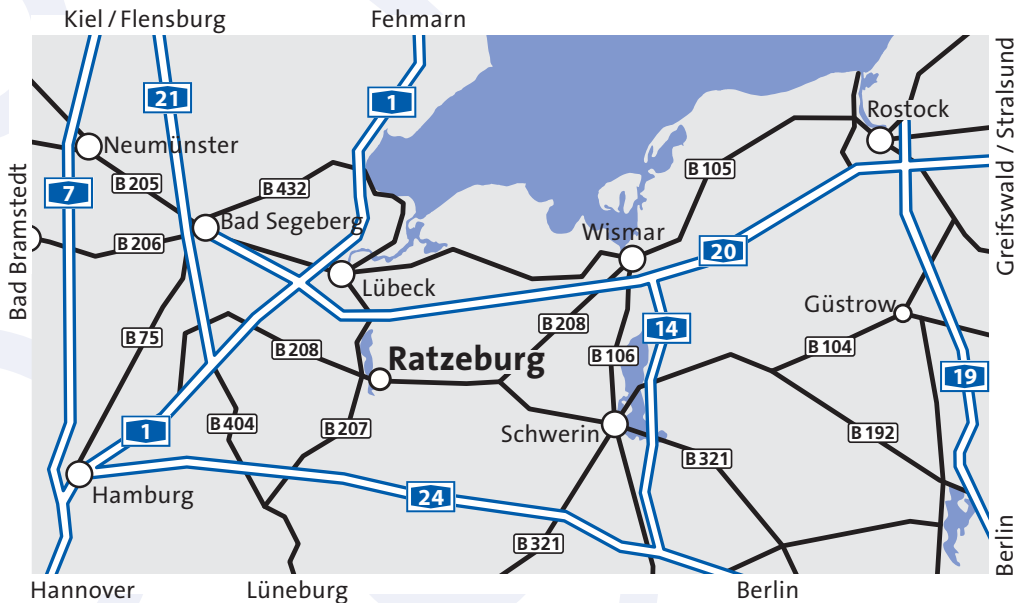 Kiel / Flensburg
Fehmarn
21
1
Rostock
Neumünster
Greifswald / Stralsund
7
B 205
B 432
B 105
Bad Bramstedt
Bad Segeberg
B 206
Wismar
20
Lübeck
Güstrow
B 75
B 208
B 208
14
Ratzeburg
B 106
B 104
19
1
B 404
B 207
Schwerin
B 192
B 321
Hamburg
24
B 321
Berlin
Hannover
Lüneburg
Berlin